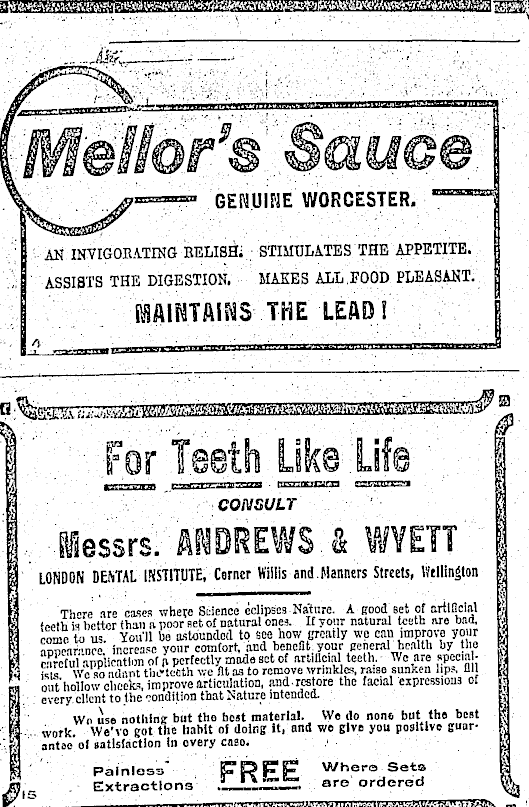 Mellor's Sauce
GENUINE WORCESTER.
AN INVIGORATING RELISH. STIMULATES THE APPETITE.
ASSISTS THE DIGESTION. MAKES ALL FOOD PLEASANT.
MAINTAINS THE LEAD!
For Teeth Like Life
CONSULT
Messrs. ANDREWS & WYETT
LONDON DENTAL INSTITUTE, Corner Willis and Manners Streets, Wellington
There are cases where Science eclipses Nature. A good set of artificial
teeth is better than a poor set of natural ones. If your natural teeth are bad,
come to us. You'll be astounded to see how greatly we can improve your
appearance, increase your comfort, and benefit your general health by the
careful application of a perfectly made set of artificial teeth. We are special-
ists. We so adapt the teeth we fit as to remove wrinkles, raise sunken lips, fill
out hollow cheeks, improve articulation, and restore the facial expressions of
every client to the condition that Nature intended.
We use nothing but the best material. We do none but the best
work. We've got the habit of doing it, and we give you positive guar-
antee of satisfaction in every case.
Painless FREE Where Sets
Extractions are ordered
15